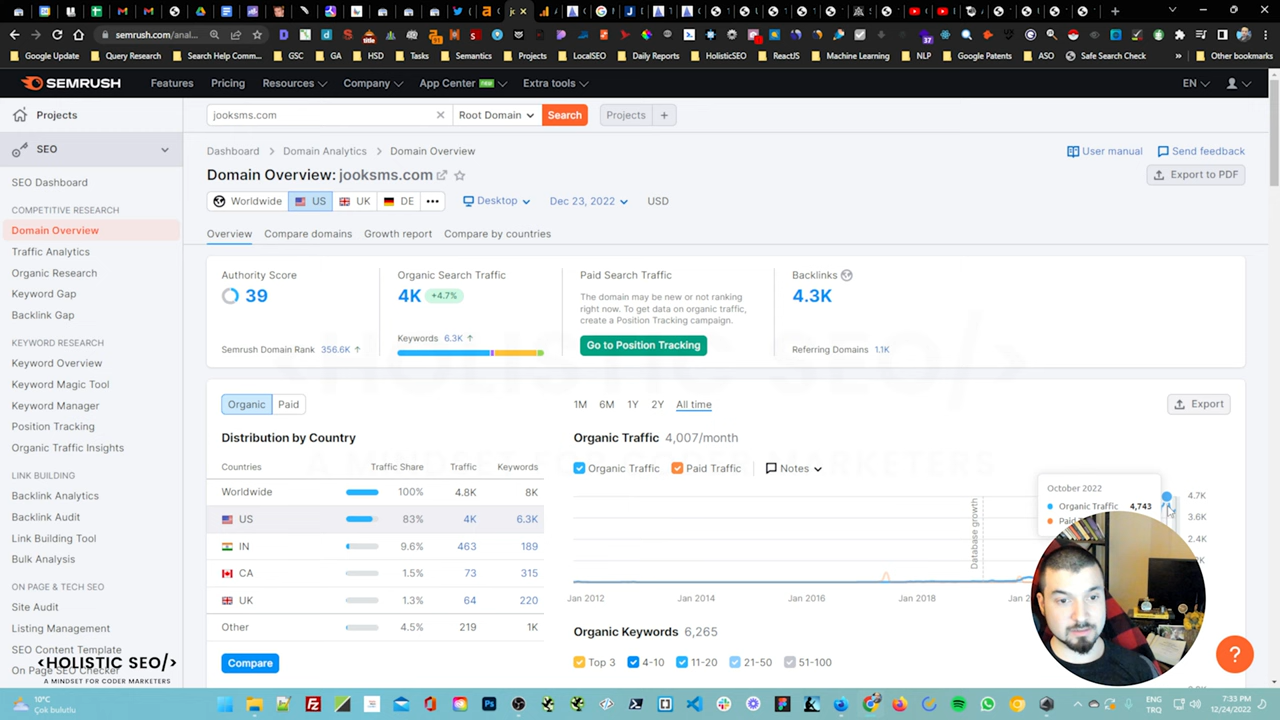 semrush.com/anal...
Google Update
Query Research
Search Help Comm...
GSC
GA
HSD
Tasks
Semantics
Projects
LocalSEO
Daily Reports
HolisticSEO
ReactJS
Machine Learning
NLP
Google Patents
ASO
Safe Search Check
Other bookmarks
SEMRUSH
Features
Pricing
Resources
Company
App Center
Extra tools
EN
Projects
SEO
SEO Dashboard
COMPETITIVE RESEARCH
Domain Overview
Traffic Analytics
Organic Research
Keyword Gap
Backlink Gap
KEYWORD RESEARCH
Keyword Overview
Keyword Magic Tool
Keyword Manager
Position Tracking
Organic Traffic Insights
LINK BUILDING
Backlink Analytics
Backlink Audit
Link Building Tool
Bulk Analysis
ON PAGE & TECH SEO
Site Audit
Listing Management
SEO Content Template
On Page SEO Checker
<HOLISTIC SEO/>
A MINDSET FOR CODER MARKETERS
jooksms.com
Root Domain
Search
Projects +
Dashboard > Domain Analytics > Domain Overview
User manual
Send feedback
Domain Overview: jooksms.com
Export to PDF
Worldwide
US
UK
DE
•••
Desktop
Dec 23, 2022
USD
Overview
Compare domains
Growth report
Compare by countries
Authority Score
39
Semrush Domain Rank 356.6K ↑
Organic Search Traffic
4K +4.7%
Keywords 6.3K ↑
Paid Search Traffic
The domain may be new or not ranking
right now. To get data on organic traffic,
create a Position Tracking campaign.
Go to Position Tracking
Backlinks
4.3K
Referring Domains 1.1K
<HOLISTIC SEO/>
A MINDSET FOR CODER MARKETERS
Organic
Paid
1M 6M 1Y 2Y All time
Export
Distribution by Country
Countries Traffic Share Traffic Keywords
Worldwide 100% 4.8K 8K
US 83% 4K 6.3K
IN 9.6% 463 189
CA 1.5% 73 315
UK 1.3% 64 220
Other 4.5% 219 1K
Compare
Organic Traffic 4,007/month
Organic Traffic
Paid Traffic
Notes
October 2022
Organic Traffic 4,743
4.7K
3.6K
2.4K
Database growth
Jan 2012
Jan 2014
Jan 2016
Jan 2018
Organic Keywords 6,265
Top 3
4-10
11-20
21-50
51-100
?
10°C
Çok bulutlu
ENG
TRQ
7:33 PM
12/24/2022